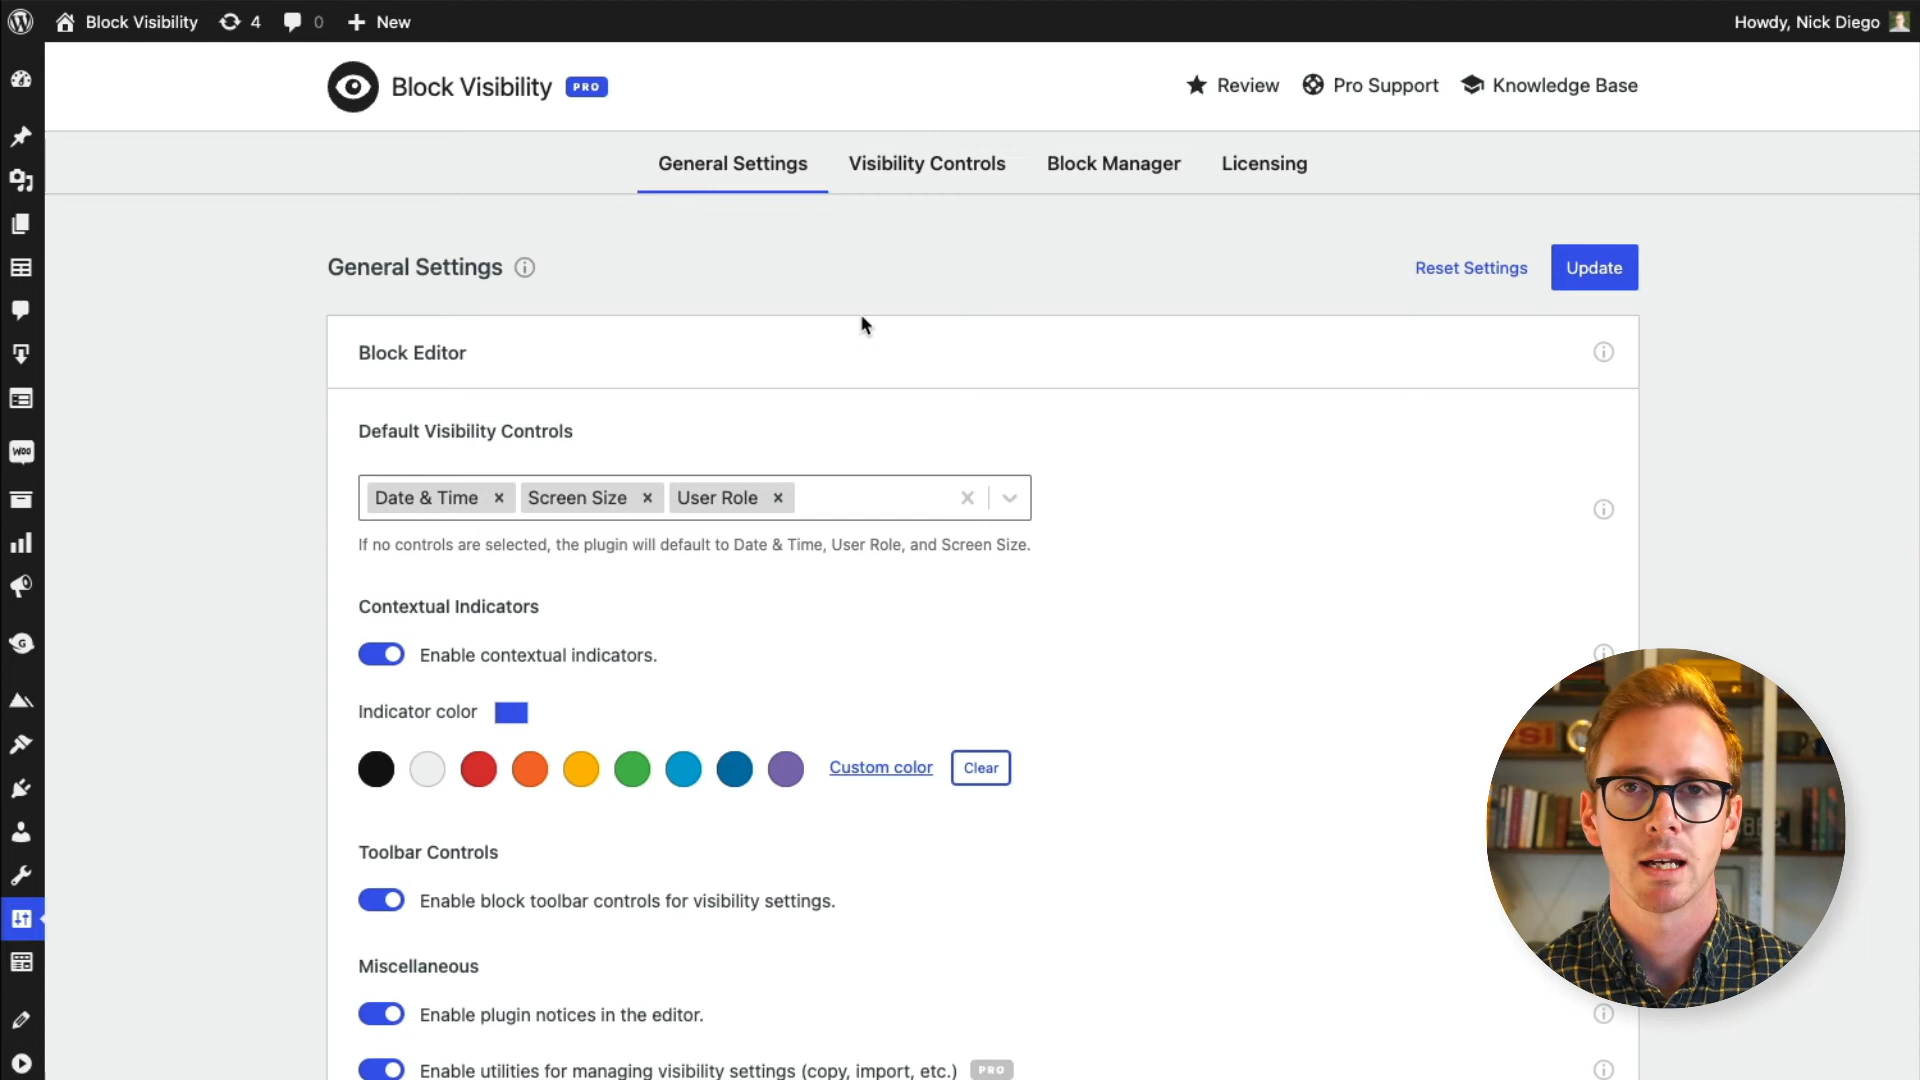 Block Visibility
4
0
New
Howdy, Nick Diego
Block Visibility PRO
Review
Pro Support
Knowledge Base
General Settings
Visibility Controls
Block Manager
Licensing
General Settings
Reset Settings
Update
Block Editor
Default Visibility Controls
Date & Time ×
Screen Size ×
User Role ×
If no controls are selected, the plugin will default to Date & Time, User Role, and Screen Size.
Contextual Indicators
Enable contextual indicators.
Indicator color
Custom color
Clear
Toolbar Controls
Enable block toolbar controls for visibility settings.
Miscellaneous
Enable plugin notices in the editor.
Enable utilities for managing visibility settings (copy, import, etc.) PRO
WOO
G